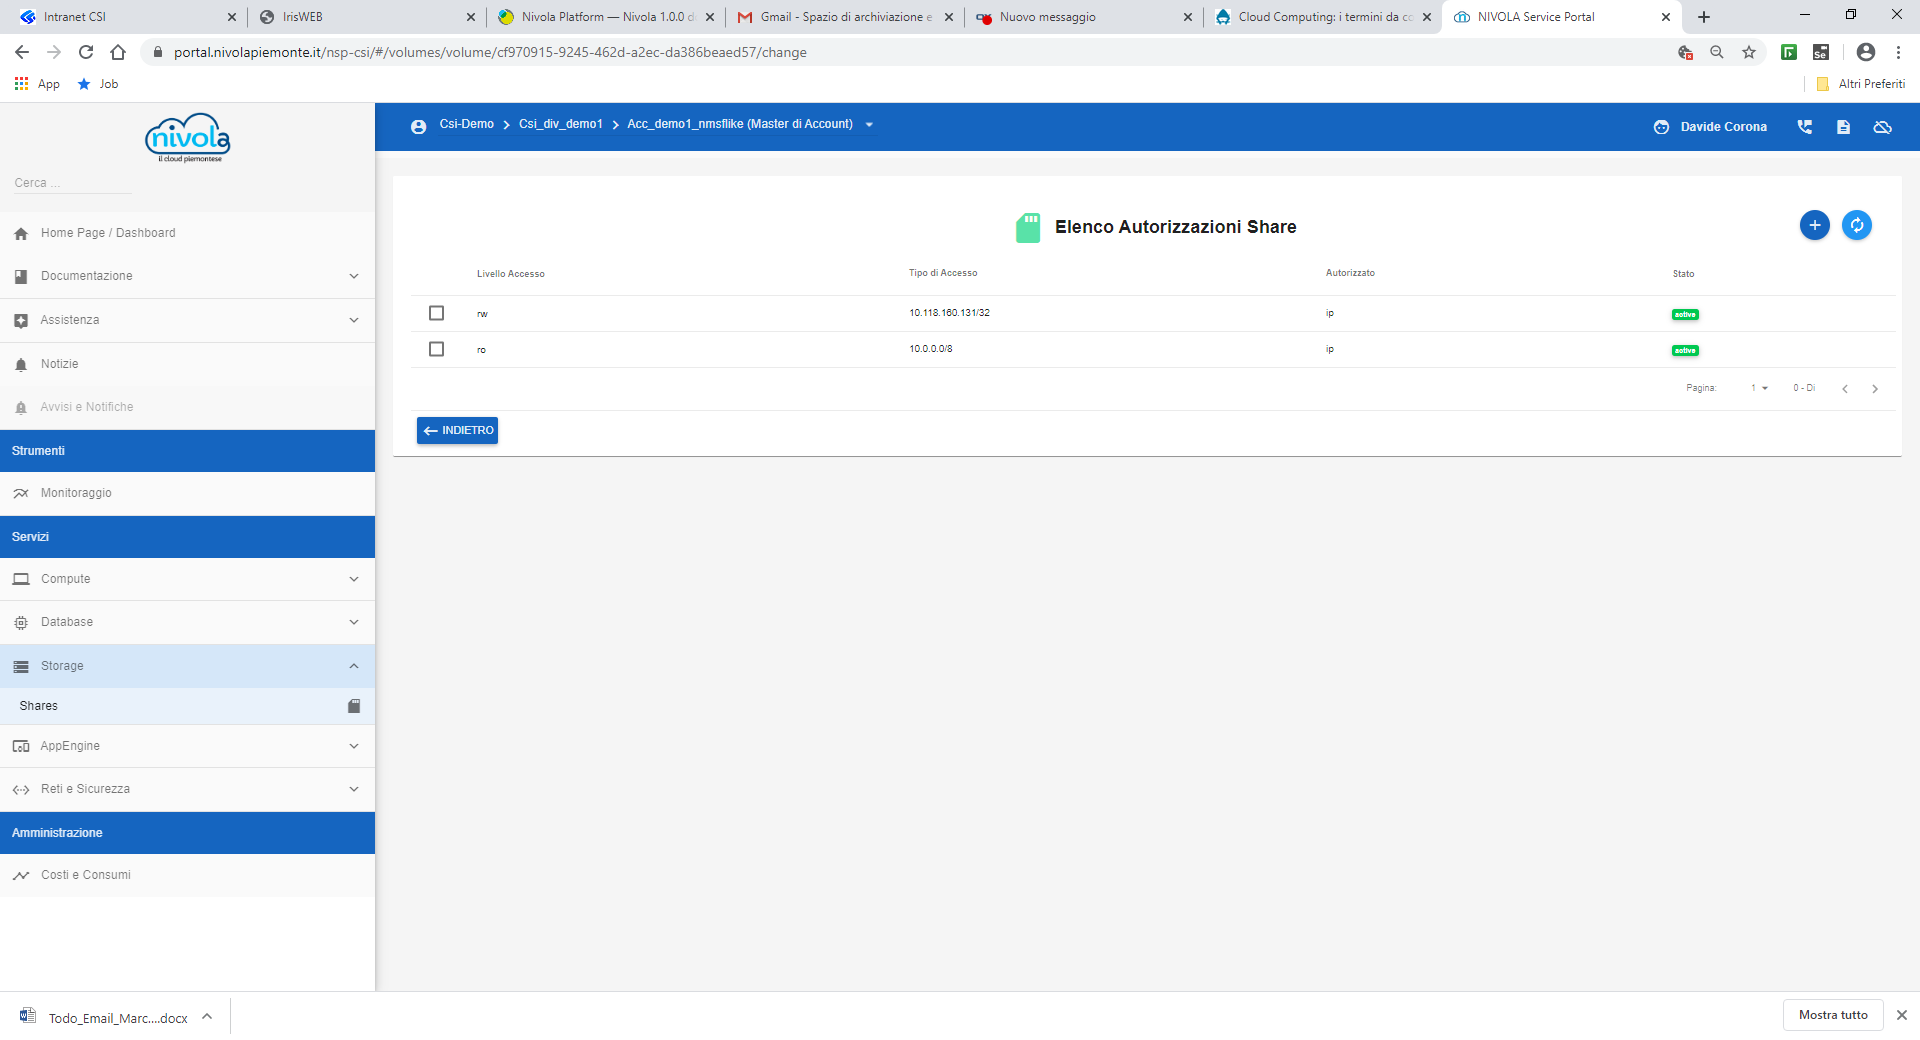 Intranet CSI
IrisWEB
Nivola Platform — Nivola 1.0.0 d
Gmail - Spazio di archiviazione e
Nuovo messaggio
Cloud Computing: i termini da co
NIVOLA Service Portal
portal.nivolapiemonte.it/nsp-csi/#/volumes/volume/cf970915-9245-462d-a2ec-da386beaed57/change
App
Job
Altri Preferiti
nivola
il cloud piemontese
Cerca ...
Csi-Demo
Csi_div_demo1
Acc_demo1_nmsflike (Master di Account)
Davide Corona
Home Page / Dashboard
Documentazione
Assistenza
Notizie
Avvisi e Notifiche
Strumenti
Monitoraggio
Servizi
Compute
Database
Storage
Shares
AppEngine
Reti e Sicurezza
Amministrazione
Costi e Consumi
Elenco Autorizzazioni Share
Livello Accesso Tipo di Accesso Autorizzato Stato
rw 10.118.160.131/32 ip active
ro 10.0.0.0/8 ip active
Pagina: 1 0 - Di
INDIETRO
Todo_Email_Marc....docx
Mostra tutto